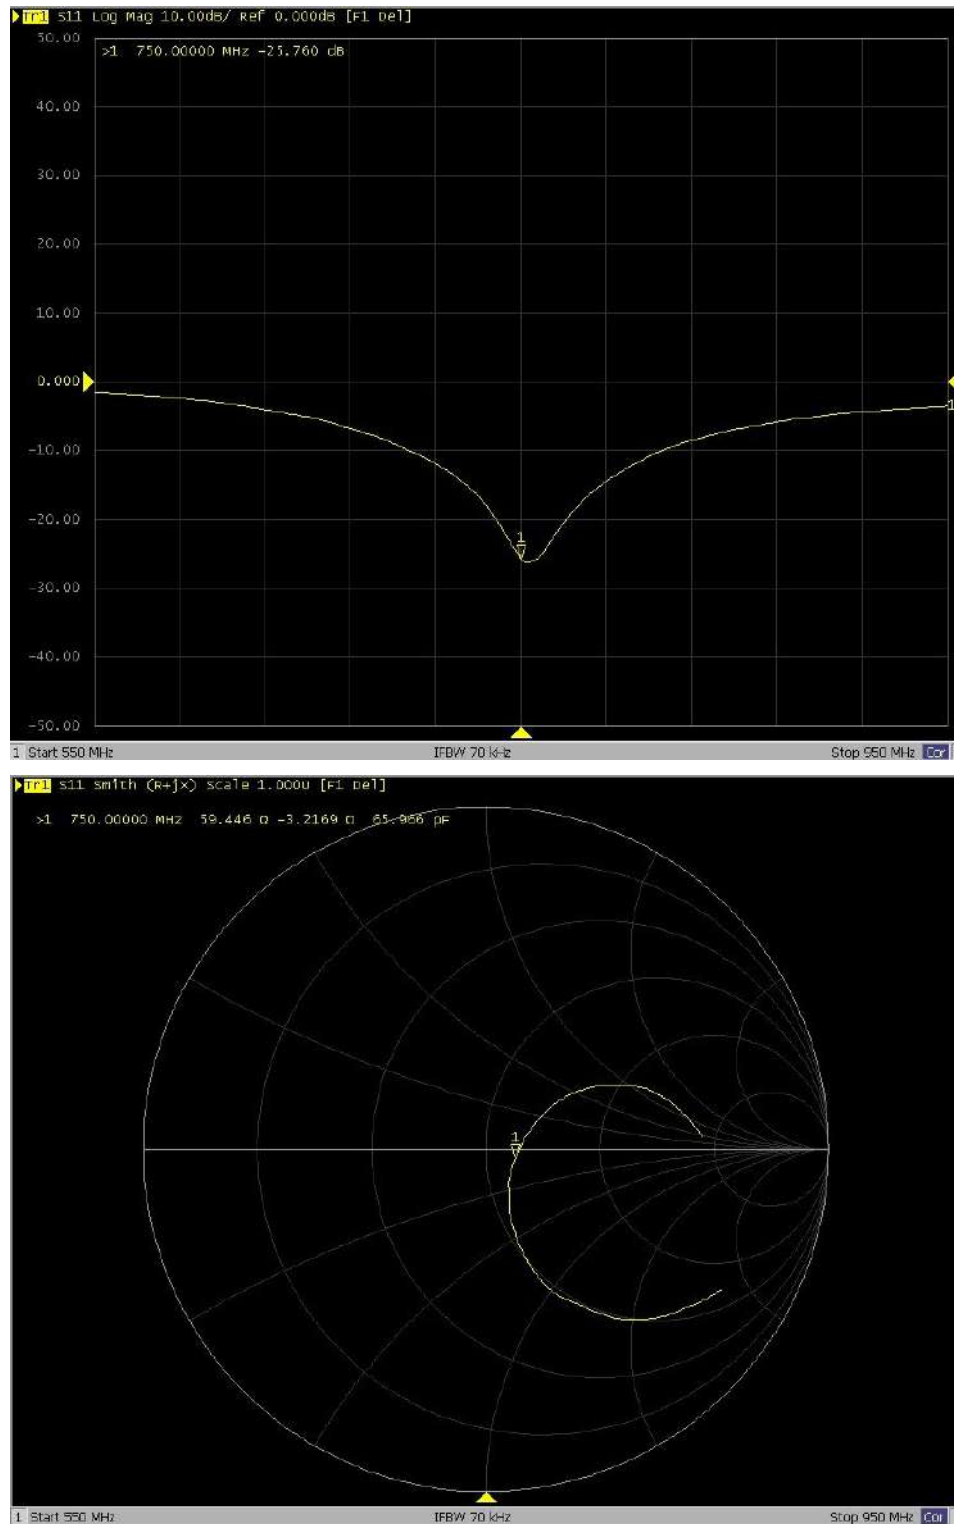 Tr1 S11 Log Mag 10.00dB/ Ref 0.000dB [F1 Del]
50.00
>1 750.00000 MHz -25.760 dB
40.00
30.00
20.00
10.00
0.000
1
-10.00
-20.00
1
-30.00
-40.00
-50.00
1 Start 550 MHz IFBW 70 kHz Stop 950 MHz Cor
Tr1 S11 Smith (R+jX) Scale 1.000U [F1 Del]
>1 750.00000 MHz 59.446 Ω -3.2169 Ω 65.966 pF
1
1 Start 550 MHz IFBW 70 kHz Stop 950 MHz Cor